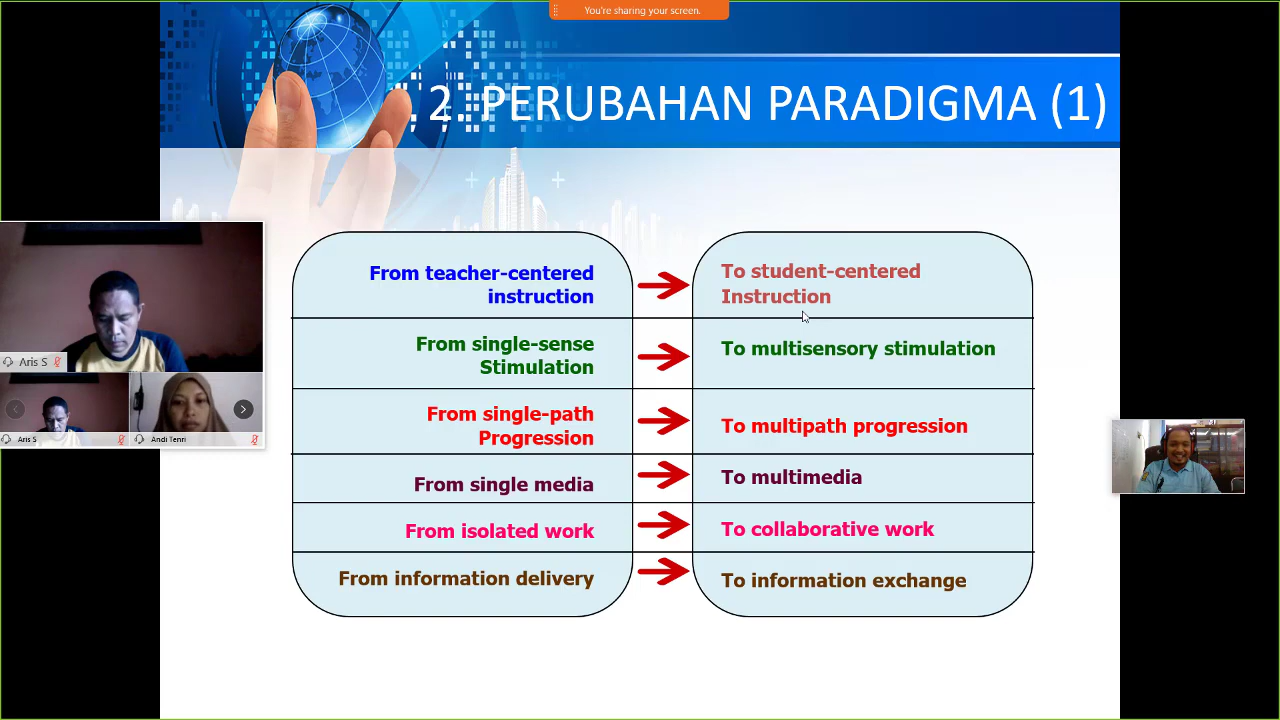 You're sharing your screen.
2. PERUBAHAN PARADIGMA (1)
From teacher-centered
instruction
To student-centered
Instruction
From single-sense
Stimulation
To multisensory stimulation
From single-path
Progression
To multipath progression
From single media
To multimedia
From isolated work
To collaborative work
From information delivery
To information exchange
Aris S
Aris S
Andi Tenri